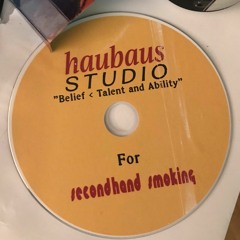 haubaus
STUDIO
"Belief < Talent and Ability"
For
secondhand smoking